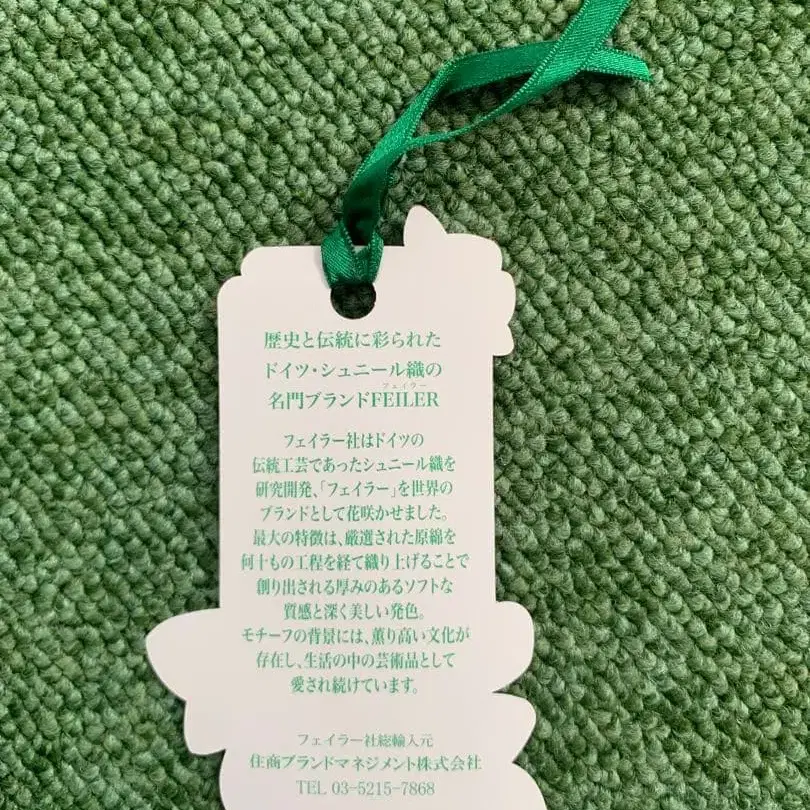 歴史と伝統に彩られた
ドイツ・シュニール織の
フェイラー
名門ブランドFEILER
フェイラー社はドイツの
伝統工芸であったシュニール織を
研究開発、「フェイラー」を世界の
ブランドとして花咲かせました。
最大の特徴は、厳選された原綿を
何十もの工程を経て織り上げることで
創り出される厚みのあるソフトな
質感と深く美しい発色。
モチーフの背景には、薫り高い文化が
存在し、生活の中の芸術品として
愛され続けています。
フェイラー社総輸入元
住商ブランドマネジメント株式会社
TEL 03-5215-7868